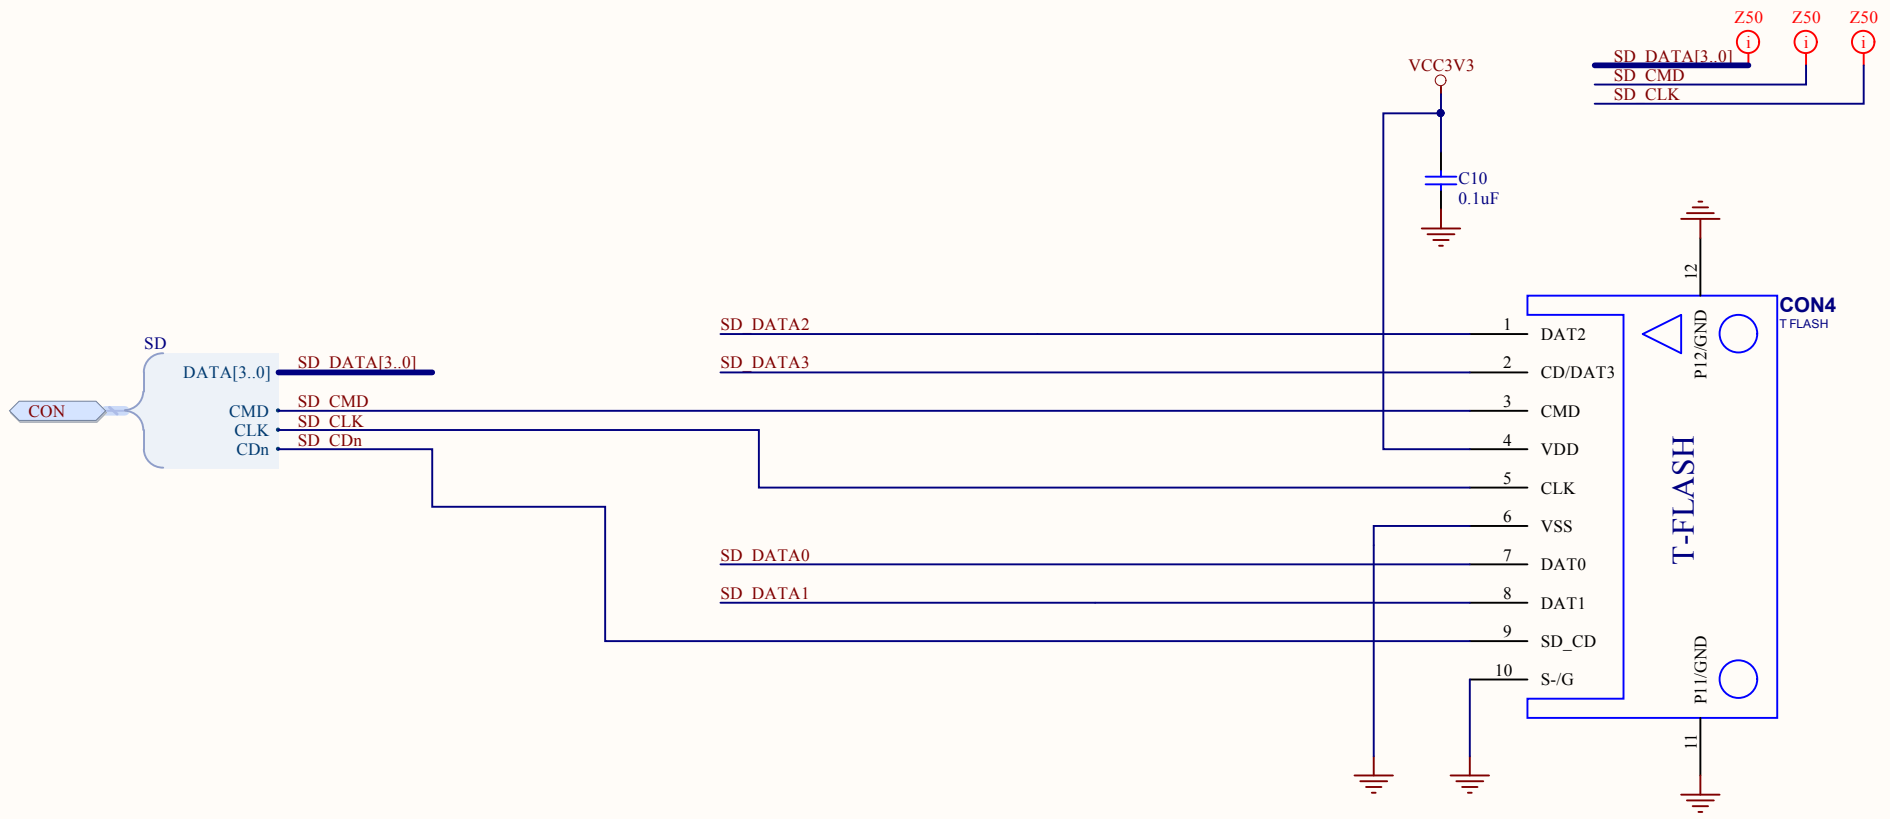 Z50 Z50 Z50
i i i
SD_DATA[3..0]
SD_CMD
SD_CLK
VCC3V3
C10
0.1uF
12
CON4
T FLASH
P12/GND
SD_DATA2 1 DAT2
SD_DATA3 2 CD/DAT3
3 CMD
4 VDD
5 CLK
6 VSS
SD_DATA0 7 DAT0
SD_DATA1 8 DAT1
9 SD_CD
10 S-/G
T-FLASH
P11/GND
11
SD
DATA[3..0] SD_DATA[3..0]
CON
CMD SD_CMD
CLK SD_CLK
CDn SD_CDn